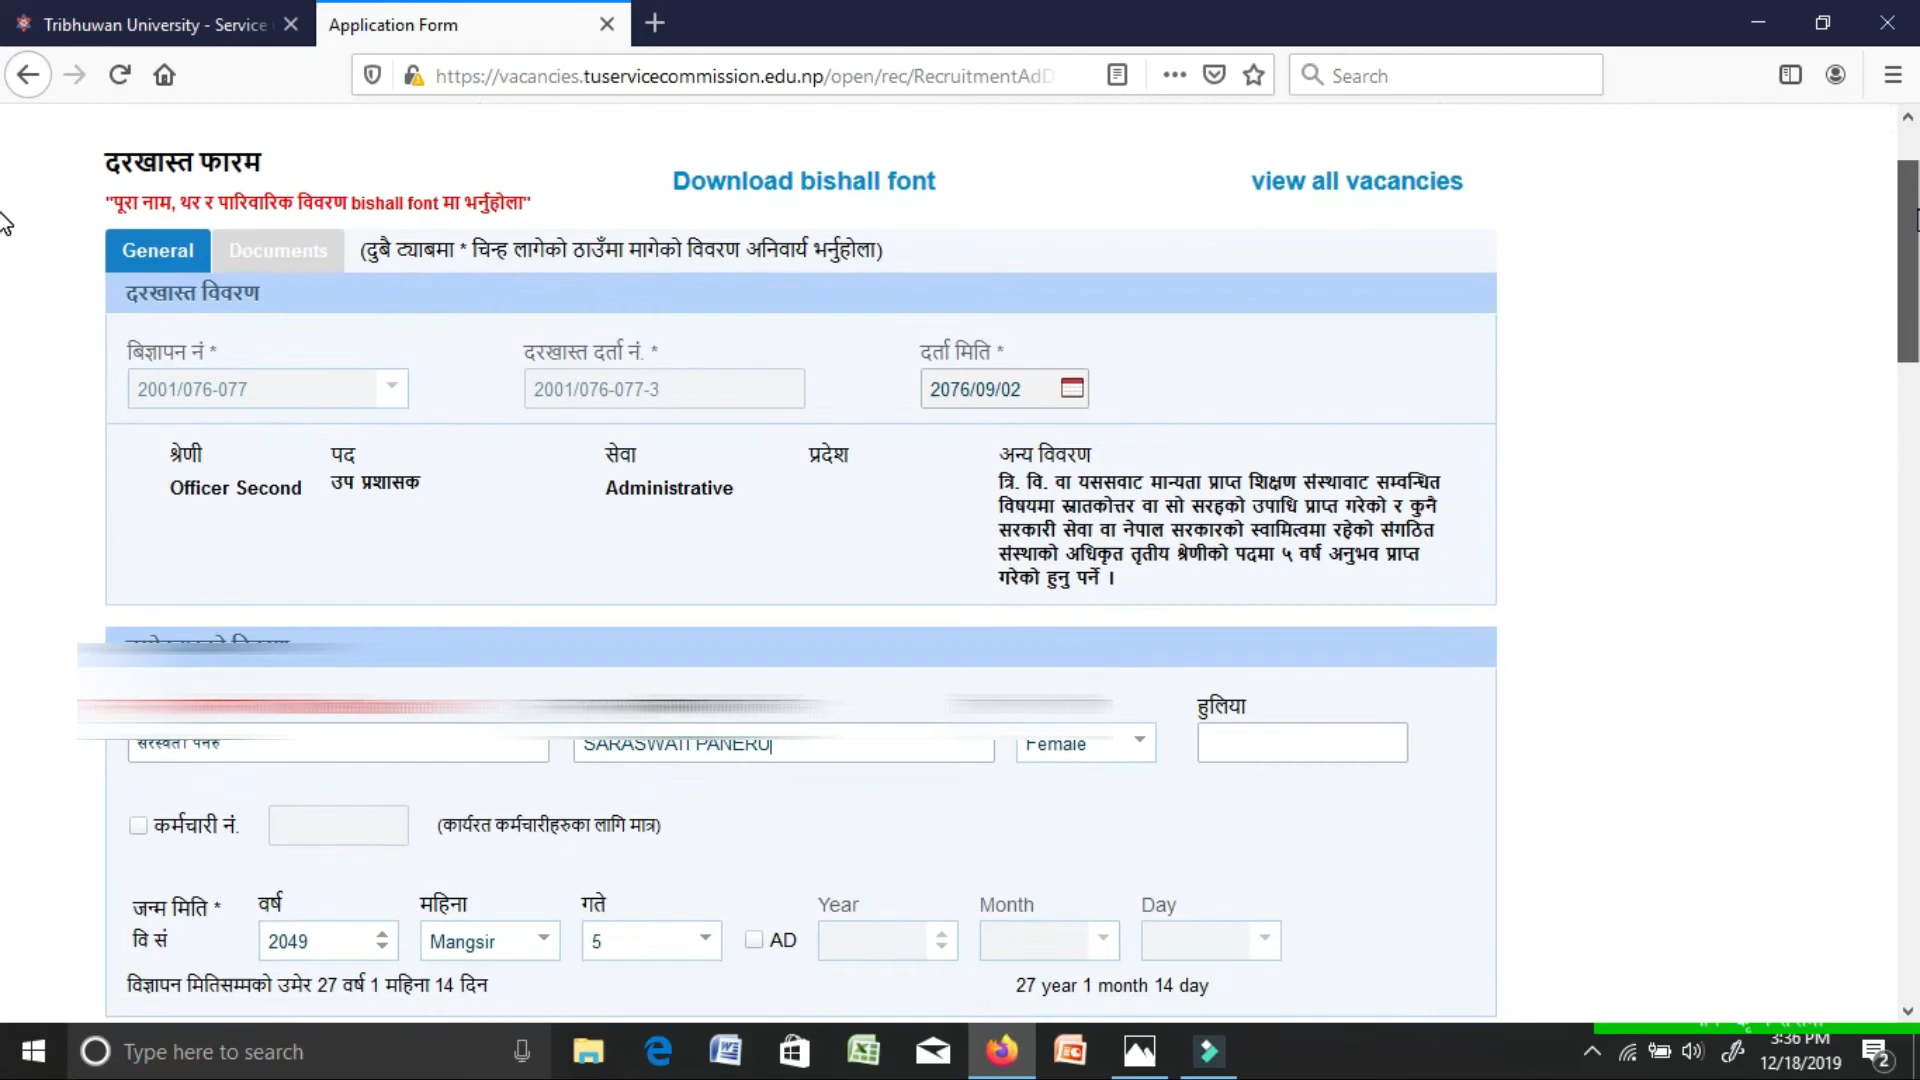 Tribhuwan University - Service
Application Form
https://vacancies.tuservicecommission.edu.np/open/rec/RecruitmentAdD
Search
दरखास्त फारम
Download bishall font
view all vacancies
"पूरा नाम, थर र पारिवारिक विवरण bishall font मा भर्नुहोला"
General
Documents
(दुबै ट्याबमा * चिन्ह लागेको ठाउँमा मागेको विवरण अनिवार्य भर्नुहोला)
दरखास्त विवरण
बिज्ञापन नं *
दरखास्त दर्ता नं. *
दर्ता मिति *
2001/076-077
2001/076-077-3
2076/09/02
श्रेणी
पद
सेवा
प्रदेश
अन्य विवरण
Officer Second
उप प्रशासक
Administrative
त्रि. वि. वा यससवाट मान्यता प्राप्त शिक्षण संस्थावाट सम्वन्धित
विषयमा स्नातकोत्तर वा सो सरहको उपाधि प्राप्त गरेको र कुनै
सरकारी सेवा वा नेपाल सरकारको स्वामित्वमा रहेको संगठित
संस्थाको अधिकृत तृतीय श्रेणीको पदमा ५ वर्ष अनुभव प्राप्त
गरेको हुनु पर्ने ।
हुलिया
SARASWATI PANERU
Female
कर्मचारी नं.
(कार्यरत कर्मचारीहरुका लागि मात्र)
जन्म मिति *
वि सं
वर्ष
महिना
गते
Year
Month
Day
2049
Mangsir
5
AD
विज्ञापन मितिसम्मको उमेर 27 वर्ष 1 महिना 14 दिन
27 year 1 month 14 day
Type here to search
3:36 PM
12/18/2019
2